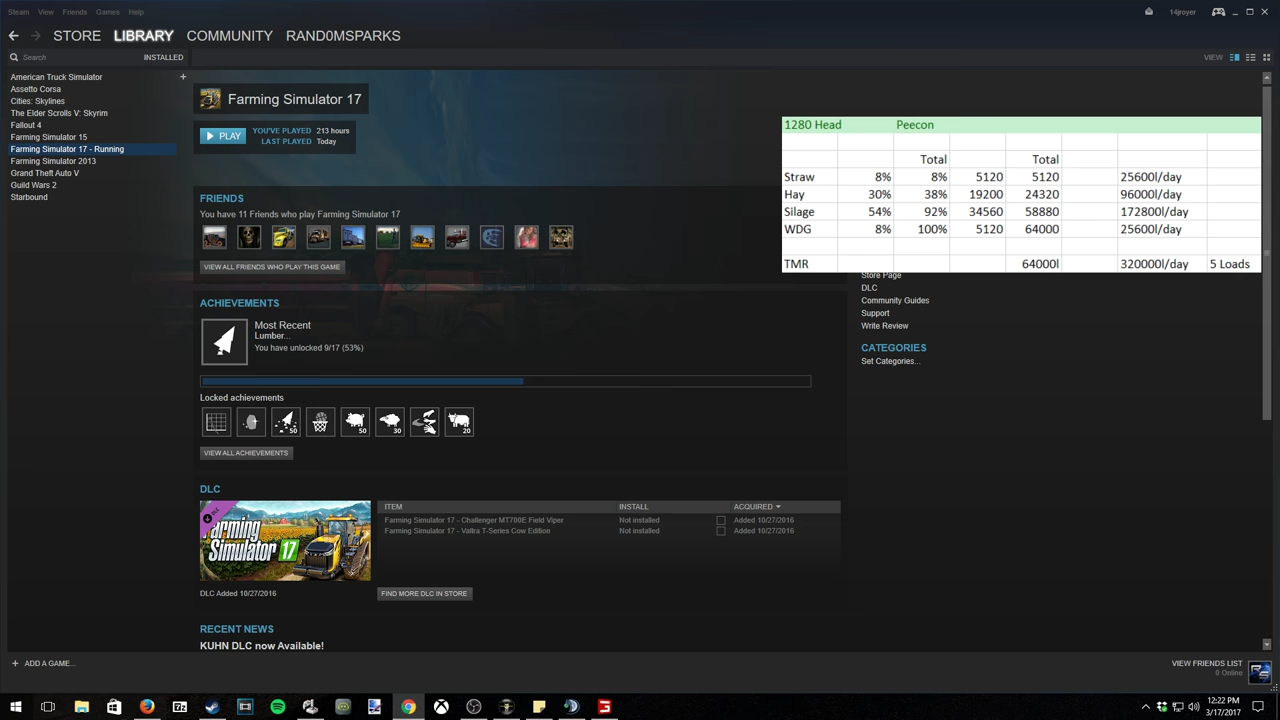 Steam View Friends Games Help
14jroyer
STORE LIBRARY COMMUNITY RAND0MSPARKS
Search INSTALLED
VIEW
American Truck Simulator
Assetto Corsa
Cities: Skylines
The Elder Scrolls V: Skyrim
Fallout 4
Farming Simulator 15
Farming Simulator 17 - Running
Farming Simulator 2013
Grand Theft Auto V
Guild Wars 2
Starbound
Farming Simulator 17
PLAY
YOU'VE PLAYED 213 hours
LAST PLAYED Today
1280 Head Peecon
Total Total
Straw 8% 8% 5120 5120 25600l/day
Hay 30% 38% 19200 24320 96000l/day
Silage 54% 92% 34560 58880 172800l/day
WDG 8% 100% 5120 64000 25600l/day
TMR 64000l 320000l/day 5 Loads
FRIENDS
You have 11 Friends who play Farming Simulator 17
VIEW ALL FRIENDS WHO PLAY THIS GAME
Store Page
DLC
Community Guides
Support
Write Review
CATEGORIES
Set Categories...
ACHIEVEMENTS
Most Recent
Lumber...
You have unlocked 9/17 (53%)
Locked achievements
50 50 30 20
VIEW ALL ACHIEVEMENTS
DLC
Farming Simulator 17
DLC Added 10/27/2016
ITEM INSTALL ACQUIRED
Farming Simulator 17 - Challenger MT700E Field Viper Not installed Added 10/27/2016
Farming Simulator 17 - Valtra T-Series Cow Edition Not installed Added 10/27/2016
FIND MORE DLC IN STORE
RECENT NEWS
KUHN DLC now Available!
ADD A GAME...
VIEW FRIENDS LIST
0 Online
12:22 PM
3/17/2017